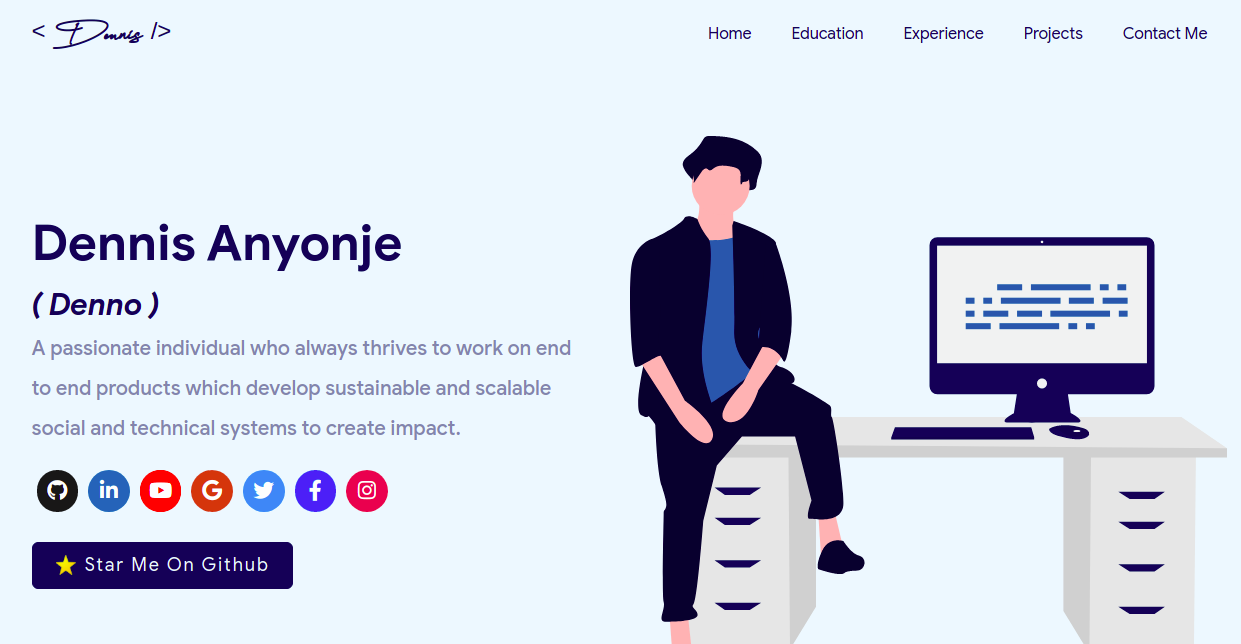 < Dennis />
Home Education Experience Projects Contact Me
Dennis Anyonje
( Denno )
A passionate individual who always thrives to work on end
to end products which develop sustainable and scalable
social and technical systems to create impact.
Star Me On Github